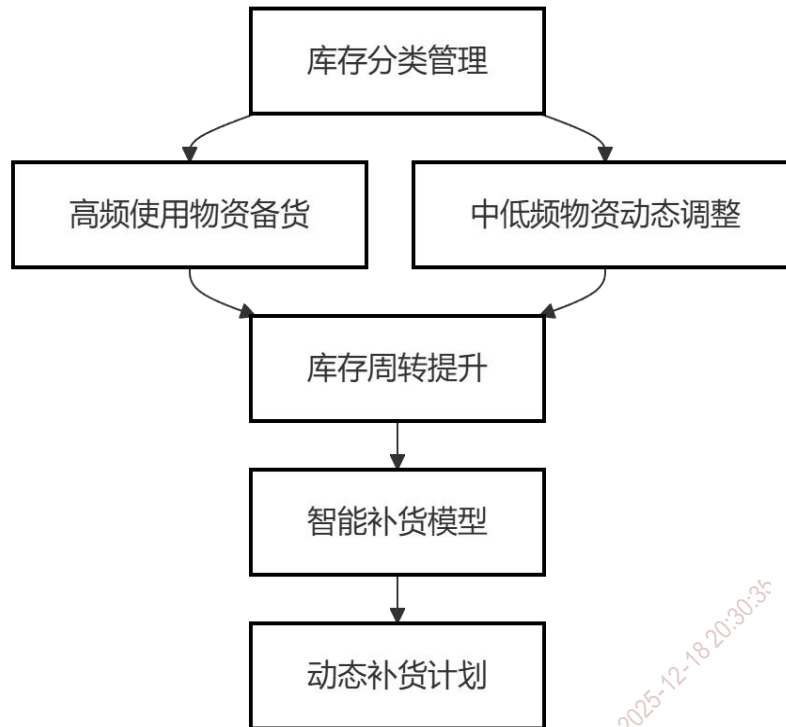 库存分类管理
高频使用物资备货
中低频物资动态调整
库存周转提升
智能补货模型
动态补货计划
2025-12-18 20:30:35